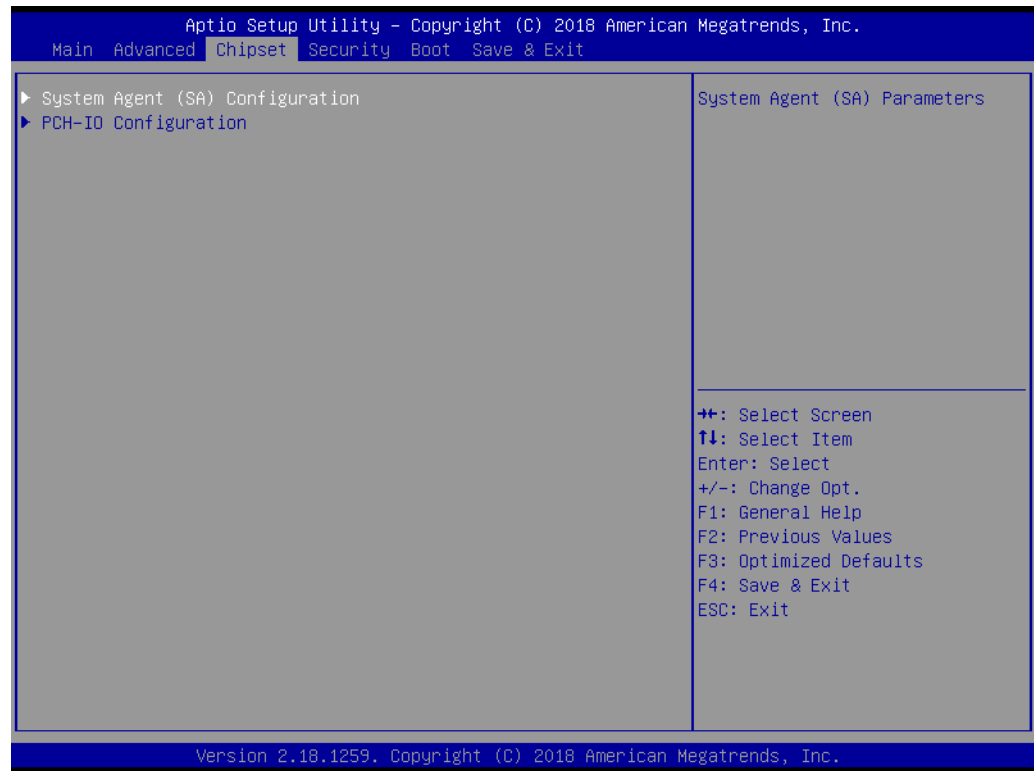 Aptio Setup Utility – Copyright (C) 2018 American Megatrends, Inc.
Main Advanced Chipset Security Boot Save & Exit
▶ System Agent (SA) Configuration
▶ PCH-IO Configuration
System Agent (SA) Parameters
→←: Select Screen
↑↓: Select Item
Enter: Select
+/-: Change Opt.
F1: General Help
F2: Previous Values
F3: Optimized Defaults
F4: Save & Exit
ESC: Exit
Version 2.18.1259. Copyright (C) 2018 American Megatrends, Inc.